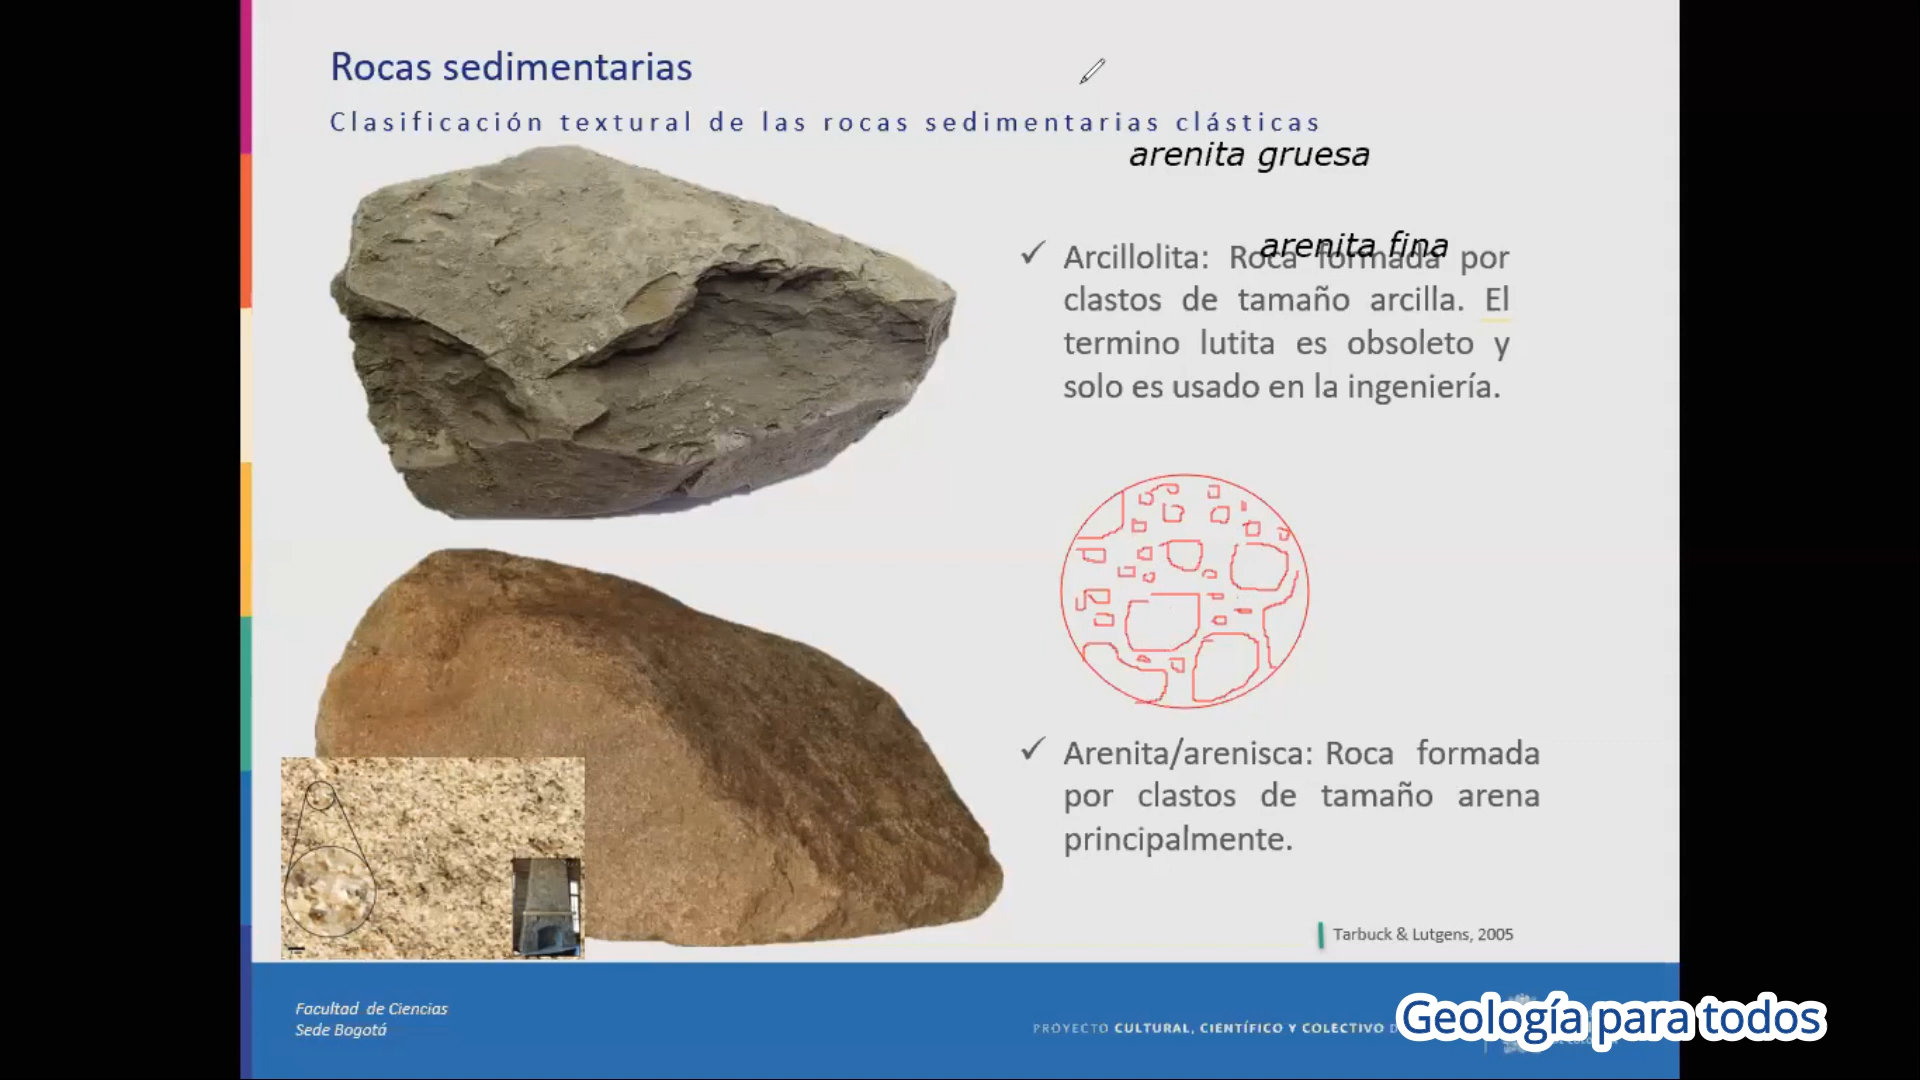 Rocas sedimentarias
Clasificación textural de las rocas sedimentarias clásticas
arenita gruesa
arenita fina
✓ Arcillolita: Roca formada por
clastos de tamaño arcilla. El
termino lutita es obsoleto y
solo es usado en la ingeniería.
✓ Arenita/arenisca: Roca formada
por clastos de tamaño arena
principalmente.
Tarbuck & Lutgens, 2005
Facultad de Ciencias
Sede Bogotá
PROYECTO CULTURAL, CIENTÍFICO Y COLECTIVO
Geología para todos